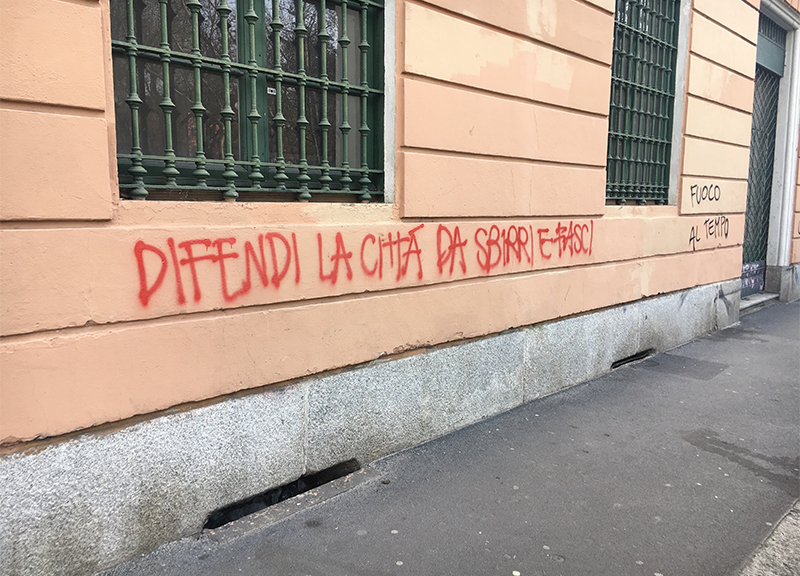 DIFENDI LA CITTÀ DA SBIRRI E FASCI
FUOCO
AL TEMPO